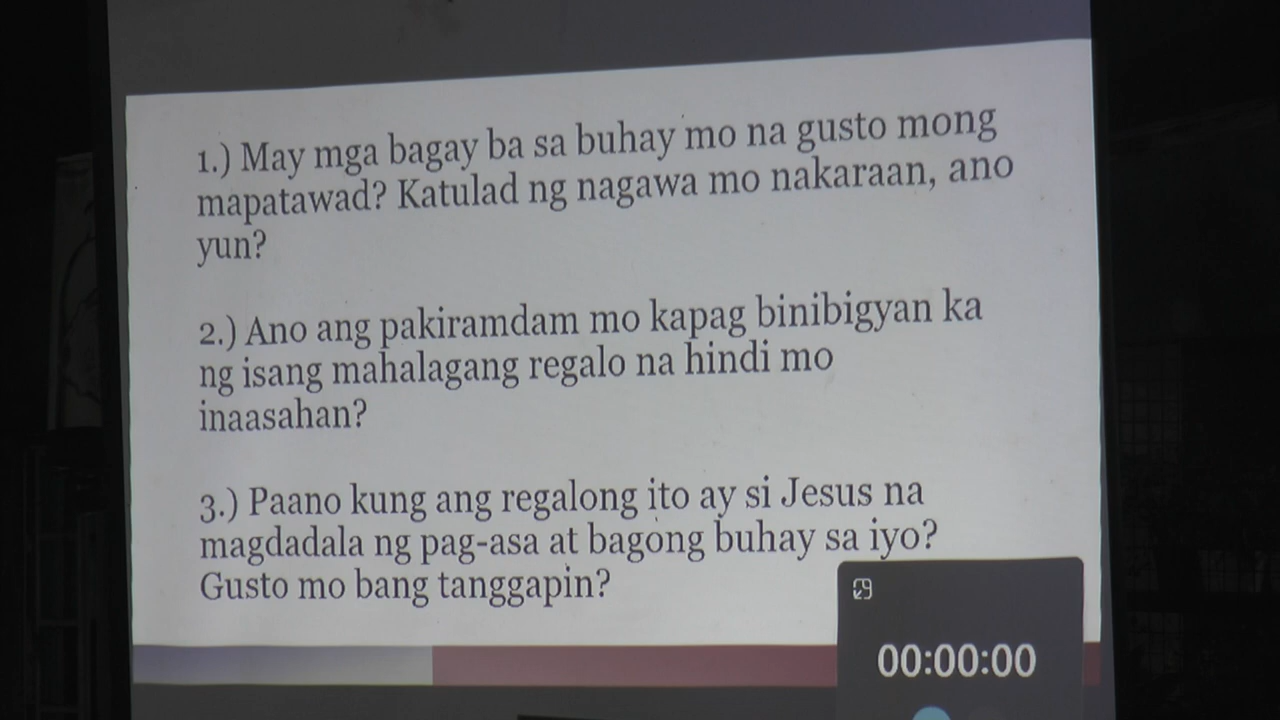 1.) May mga bagay ba sa buhay mo na gusto mong
mapatawad? Katulad ng nagawa mo nakaraan, ano
yun?
2.) Ano ang pakiramdam mo kapag binibigyan ka
ng isang mahalagang regalo na hindi mo
inaasahan?
3.) Paano kung ang regalong ito ay si Jesus na
magdadala ng pag-asa at bagong buhay sa iyo?
Gusto mo bang tanggapin?
00:00:00